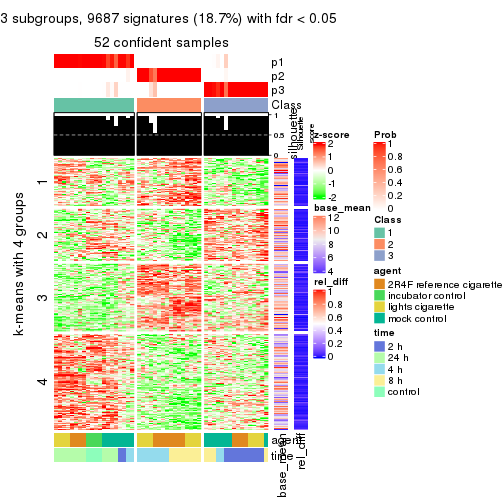 3 subgroups, 9687 signatures (18.7%) with fdr < 0.05
52 confident samples
p1
p2
p3
Class
1
0.5
0
silhouette
score
k-means with 4 groups
1
2
3
4
agent
time
base_mean
rel_diff
z-score
2
1
0
-1
-2
base_mean
12
10
8
6
4
rel_diff
1
0.8
0.6
0.4
0.2
0
Prob
1
0.8
0.6
0.4
0.2
0
Class
1
2
3
agent
2R4F reference cigarette
incubator control
lights cigarette
mock control
time
2 h
24 h
4 h
8 h
control